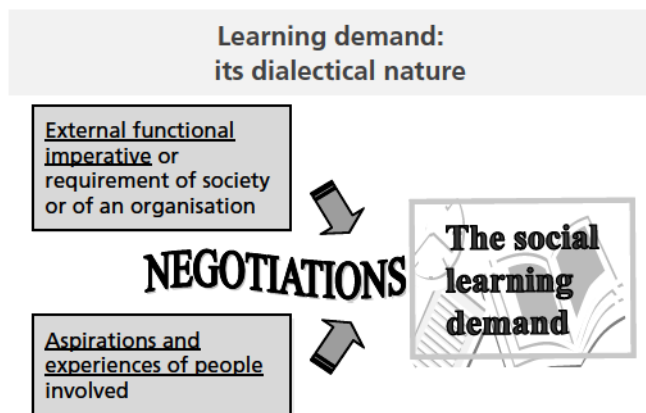 Learning demand:
its dialectical nature
External functional
imperative or
requirement of society
or of an organisation
NEGOTIATIONS
Aspirations and
experiences of people
involved
The social
learning
demand